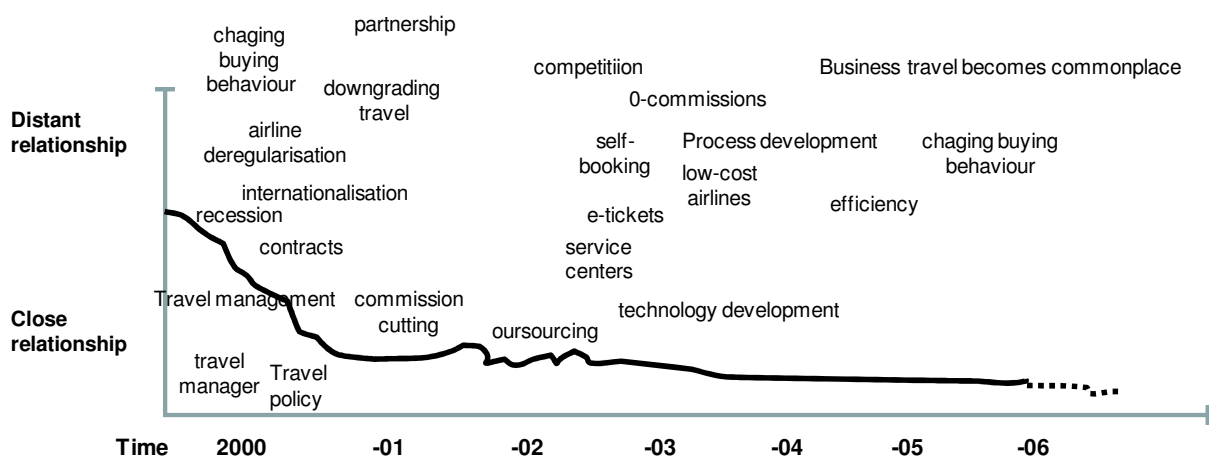 partnership
chaging
buying
behaviour
competitiion
Business travel becomes commonplace
downgrading
travel
0-commissions
Distant
relationship
airline
deregularisation
self-
booking
Process development
chaging buying
behaviour
low-cost
airlines
internationalisation
recession
e-tickets
efficiency
contracts
service
centers
Travel management
commission
cutting
technology development
Close
relationship
oursourcing
travel
manager
Travel
policy
Time 2000 -01 -02 -03 -04 -05 -06